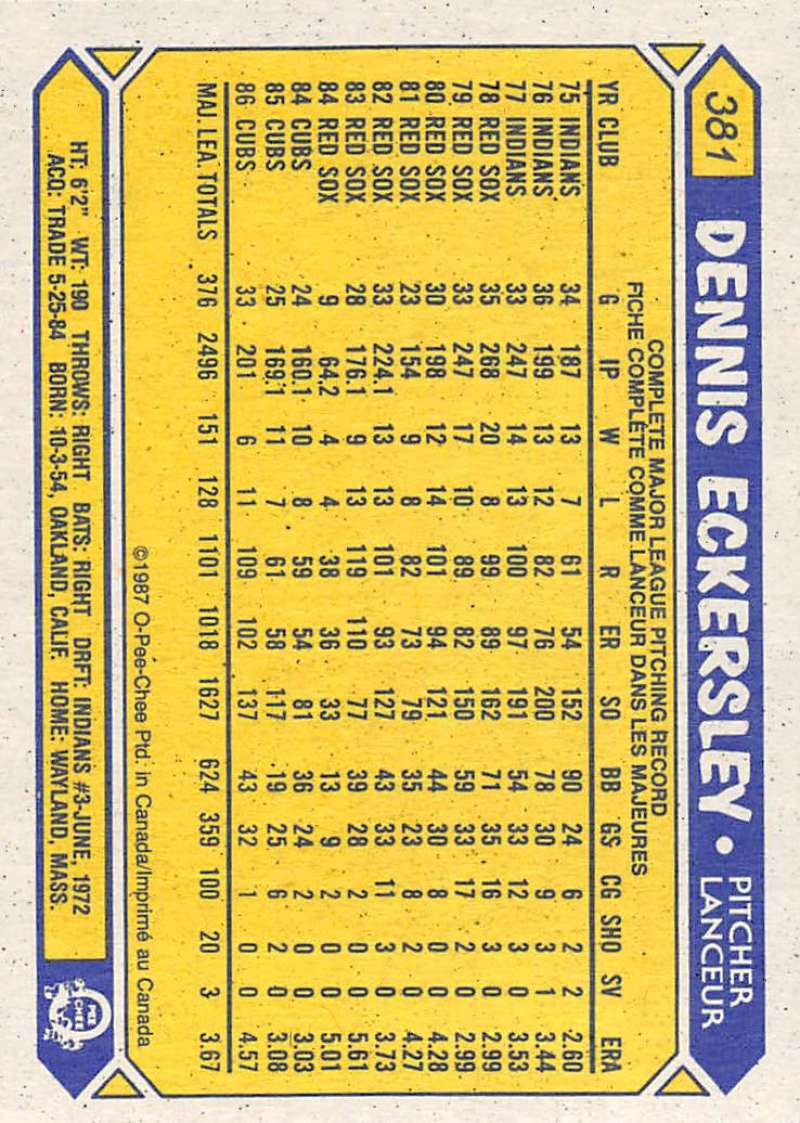 381 DENNIS ECKERSLEY • PITCHER
LANCEUR
COMPLETE MAJOR LEAGUE PITCHING RECORD
FICHE COMPLÈTE COMME LANCEUR DANS LES MAJEURES
YR CLUB G IP W L R ER SO BB GS CG SHO SV ERA
75 INDIANS 34 187 13 7 61 54 152 90 24 6 2 2 2.60
76 INDIANS 36 199 13 12 82 76 200 78 30 9 3 1 3.44
77 INDIANS 33 247 14 13 100 97 191 54 33 12 3 0 3.53
78 RED SOX 35 268 20 8 99 89 162 71 35 16 3 0 2.99
79 RED SOX 33 247 17 10 89 82 150 59 33 17 2 0 2.99
80 RED SOX 30 198 12 14 101 94 121 44 30 8 0 0 4.28
81 RED SOX 23 154 9 8 82 73 79 35 23 8 2 0 4.27
82 RED SOX 33 224.1 13 13 101 93 127 43 33 11 3 0 3.73
83 RED SOX 28 176.1 9 13 119 110 77 39 28 2 0 0 5.61
84 RED SOX 9 64.2 4 4 38 36 33 13 9 2 0 0 5.01
84 CUBS 24 160.1 10 8 59 54 81 36 24 2 0 0 3.03
85 CUBS 25 169.1 11 7 61 58 117 19 25 6 2 0 3.08
86 CUBS 33 201 6 11 109 102 137 43 32 1 0 0 4.57
MAJ. LEA. TOTALS 376 2496 151 128 1101 1018 1627 624 359 100 20 3 3.67
©1987 O-Pee-Chee Ptd. in Canada/Imprimé au Canada
HT: 6'2" WT: 190 THROWS: RIGHT BATS: RIGHT DRFT: INDIANS #3-JUNE, 1972
ACQ: TRADE 5-25-84 BORN: 10-3-54, OAKLAND, CALIF. HOME: WAYLAND, MASS.
O
PEE
CHEE